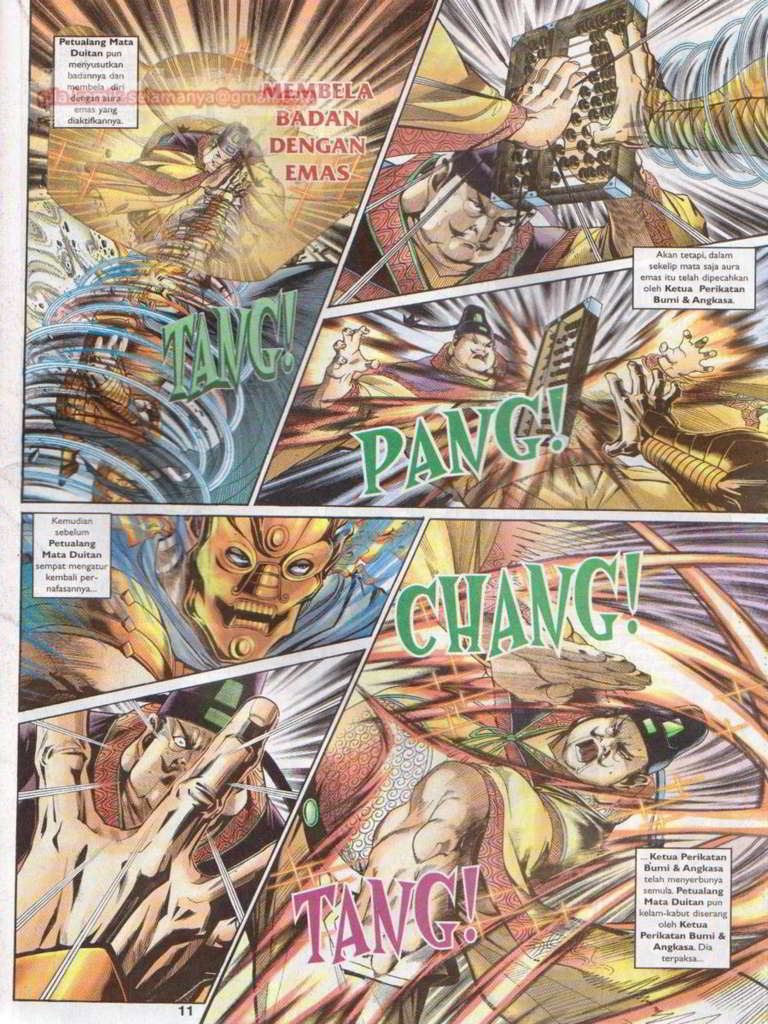 Petualang Mata
Duitan pun
menyusutkan
badannya dan
membela diri
dengan aura
emas yang
diaktifkannya.
MEMBELA
BADAN
DENGAN
EMAS
TANG!
Akan tetapi, dalam
sekelip mata saja aura
emas itu telah dipecahkan
oleh Ketua Perikatan
Bumi & Angkasa.
PANG!
Kemudian
sebelum
Petualang
Mata Duitan
sempat mengatur
kembali per-
nafasannya...
CHANG!
TANG!
... Ketua Perikatan
Bumi & Angkasa
telah menyerbunya
semula. Petualang
Mata Duitan pun
kelam-kabut diserang
oleh Ketua
Perikatan Bumi &
Angkasa. Dia
terpaksa...
11